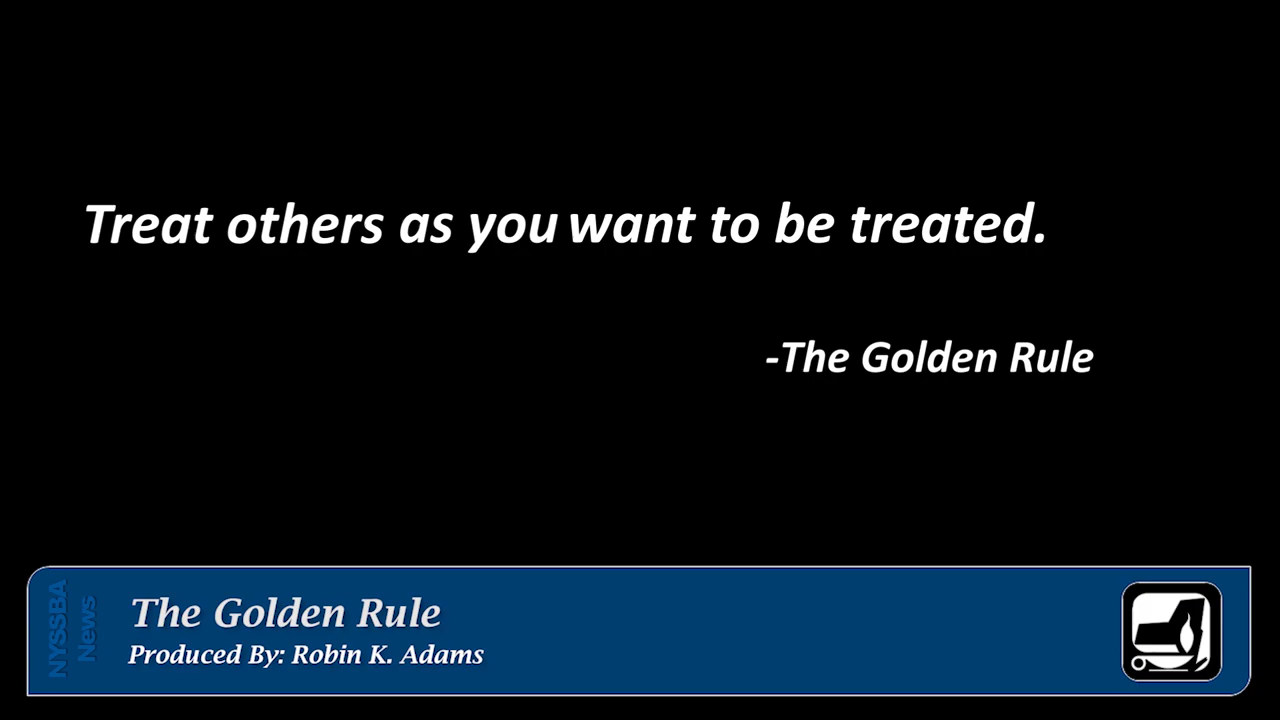 Treat others as you want to be treated.
-The Golden Rule
NYSSBA
News
The Golden Rule
Produced By: Robin K. Adams